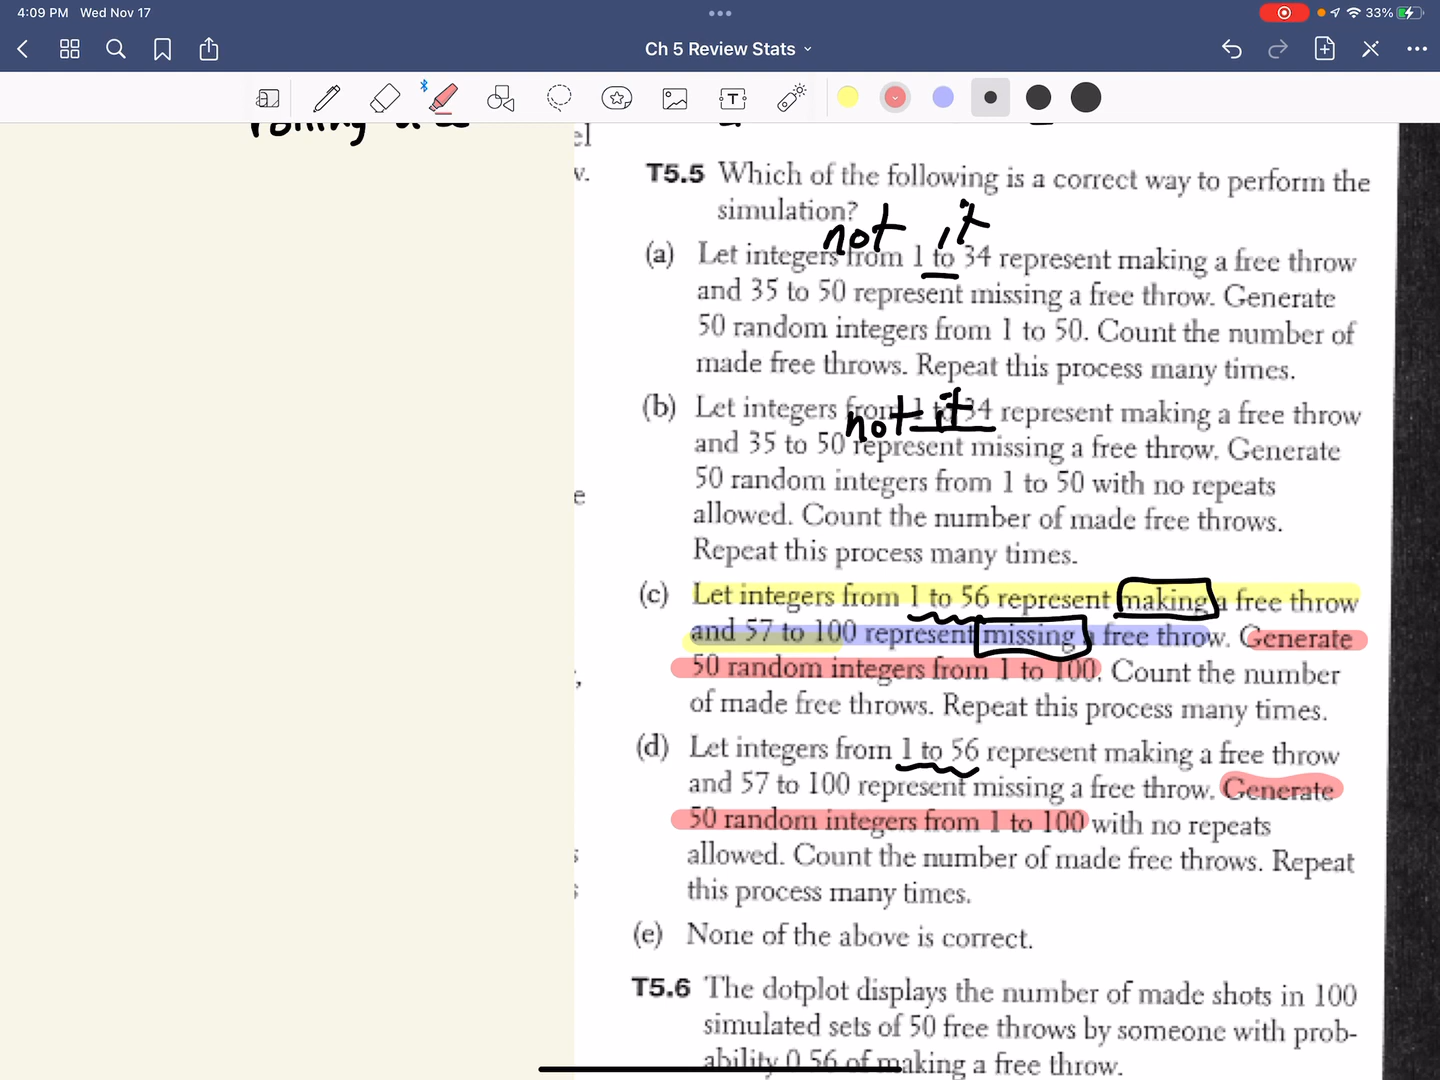 4:09 PM Wed Nov 17
33%
Ch 5 Review Stats
T
el
v.
T5.5 Which of the following is a correct way to perform the
simulation?
not it
(a) Let integers from 1 to 34 represent making a free throw
and 35 to 50 represent missing a free throw. Generate
50 random integers from 1 to 50. Count the number of
made free throws. Repeat this process many times.
(b) Let integers from 1 to 34 represent making a free throw
not it
and 35 to 50 represent missing a free throw. Generate
50 random integers from 1 to 50 with no repeats
e
allowed. Count the number of made free throws.
Repeat this process many times.
(c) Let integers from 1 to 56 represent making a free throw
and 57 to 100 represent missing a free throw. Generate
50 random integers from 1 to 100. Count the number
,
of made free throws. Repeat this process many times.
(d) Let integers from 1 to 56 represent making a free throw
and 57 to 100 represent missing a free throw. Generate
50 random integers from 1 to 100 with no repeats
s
allowed. Count the number of made free throws. Repeat
s
this process many times.
(e) None of the above is correct.
T5.6 The dotplot displays the number of made shots in 100
simulated sets of 50 free throws by someone with prob-
ability 0.56 of making a free throw.